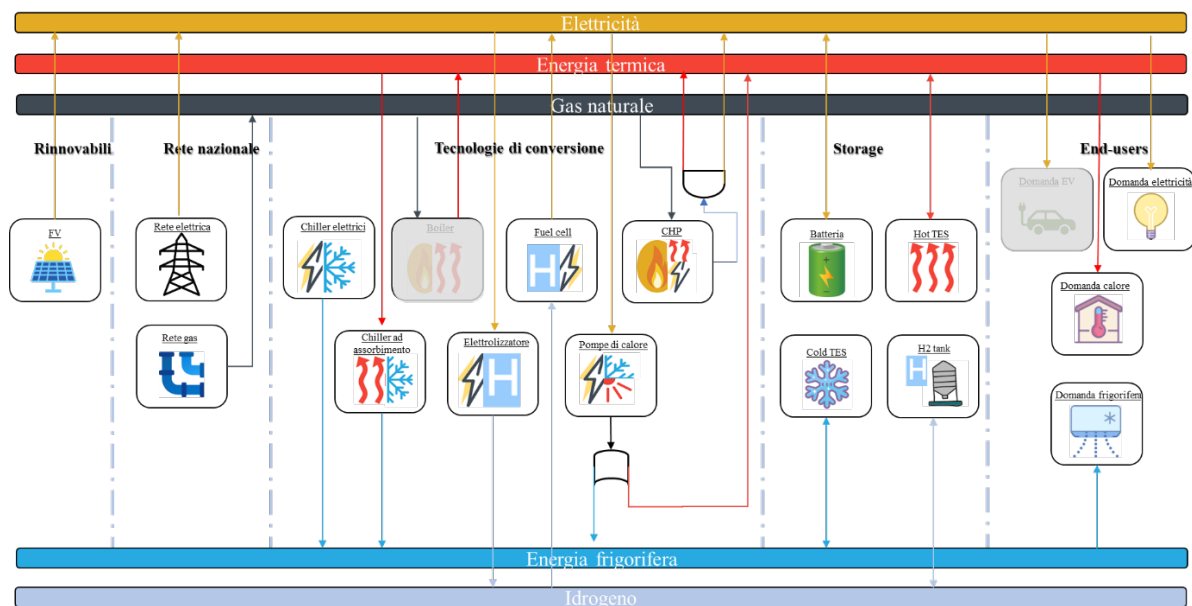 Elettricità
Energia termica
Gas naturale
Rinnovabili
Rete nazionale
Tecnologie di conversione
Storage
End-users
FV
Rete elettrica
Chiller elettrici
Boiler
Fuel cell
CHP
Batteria
Hot TES
Domanda EV
Domanda elettricità
Domanda calore
Rete gas
Chiller ad
assorbimento
Elettrolizzatore
H
H
Pompe di calore
Cold TES
H2 tank
H
Domanda frigorifera
Energia frigorifera
Idrogeno